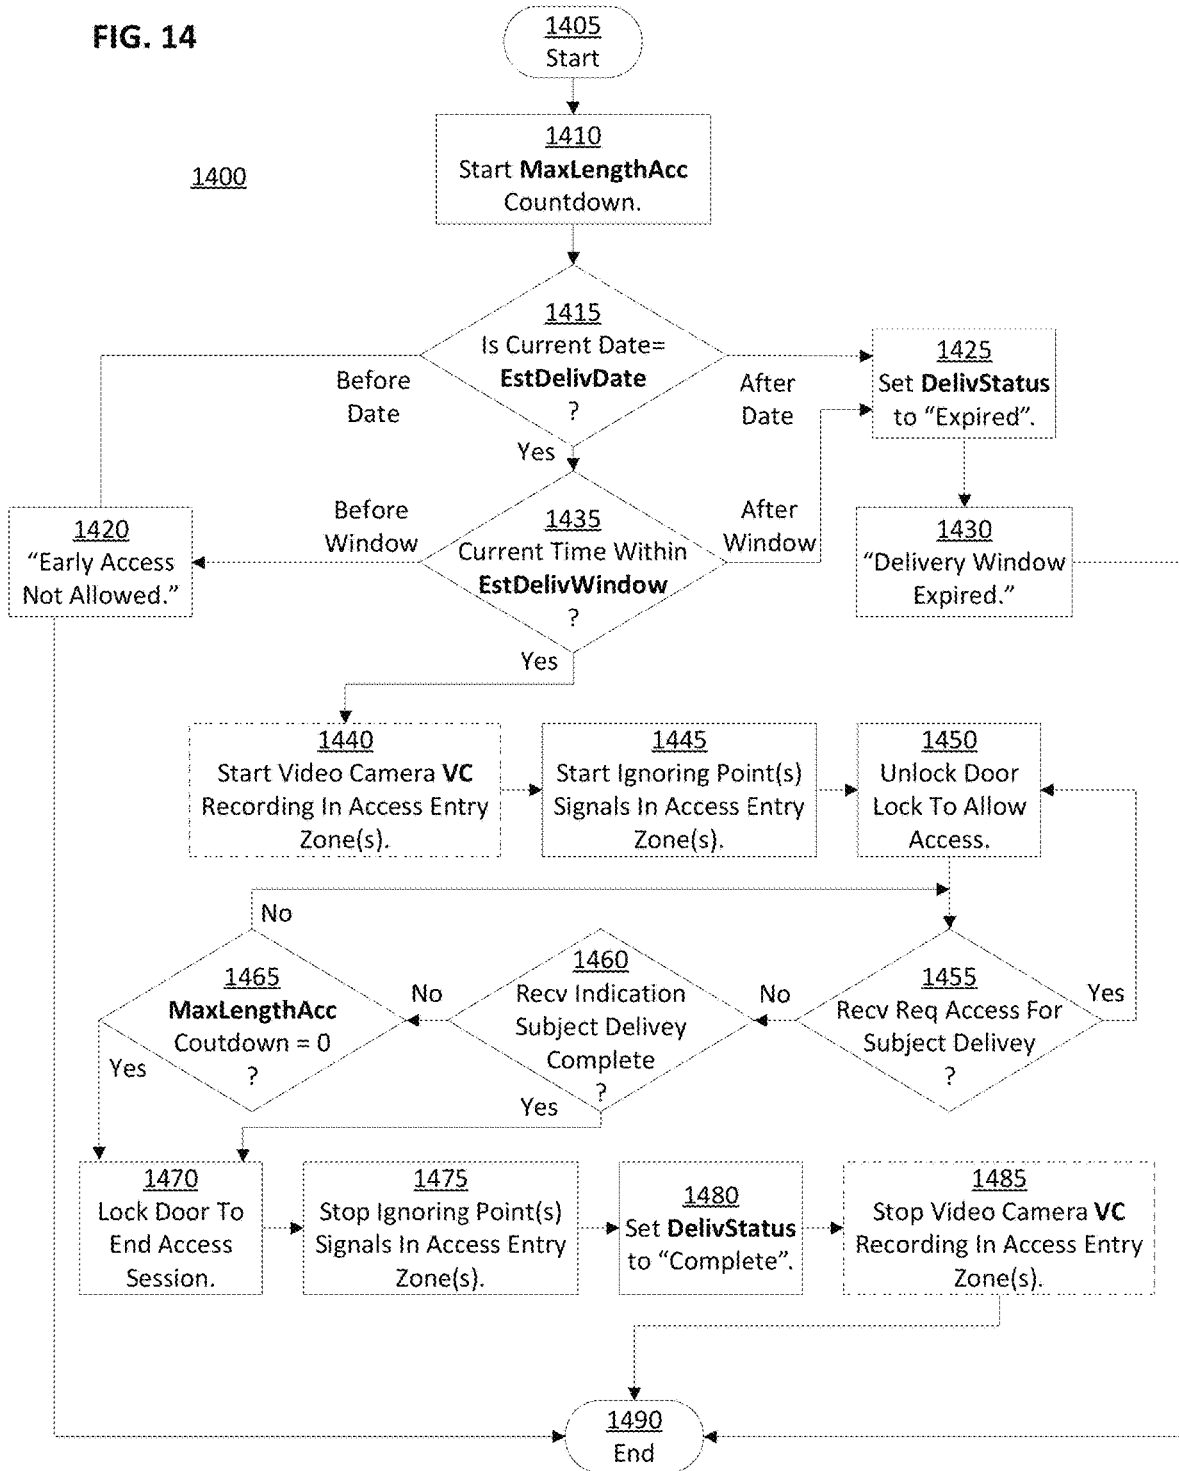 FIG. 14
1405
Start
1400
1410
Start MaxLengthAcc
Countdown.
1415
Is Current Date=
EstDelivDate
?
Before
Date
After
Date
Yes
1425
Set DelivStatus
to “Expired”.
1420
“Early Access
Not Allowed.”
Before
Window
1435
Current Time Within
EstDelivWindow
?
After
Window
Yes
1430
“Delivery Window
Expired.”
1440
Start Video Camera VC
Recording In Access Entry
Zone(s).
1445
Start Ignoring Point(s)
Signals In Access Entry
Zone(s).
1450
Unlock Door
Lock To Allow
Access.
No
1465
MaxLengthAcc
Coutdown = 0
?
Yes
No
1460
Recv Indication
Subject Delivey
Complete
?
Yes
No
1455
Recv Req Access For
Subject Delivey
?
Yes
1470
Lock Door To
End Access
Session.
1475
Stop Ignoring Point(s)
Signals In Access Entry
Zone(s).
1480
Set DelivStatus
to “Complete”.
1485
Stop Video Camera VC
Recording In Access Entry
Zone(s).
1490
End